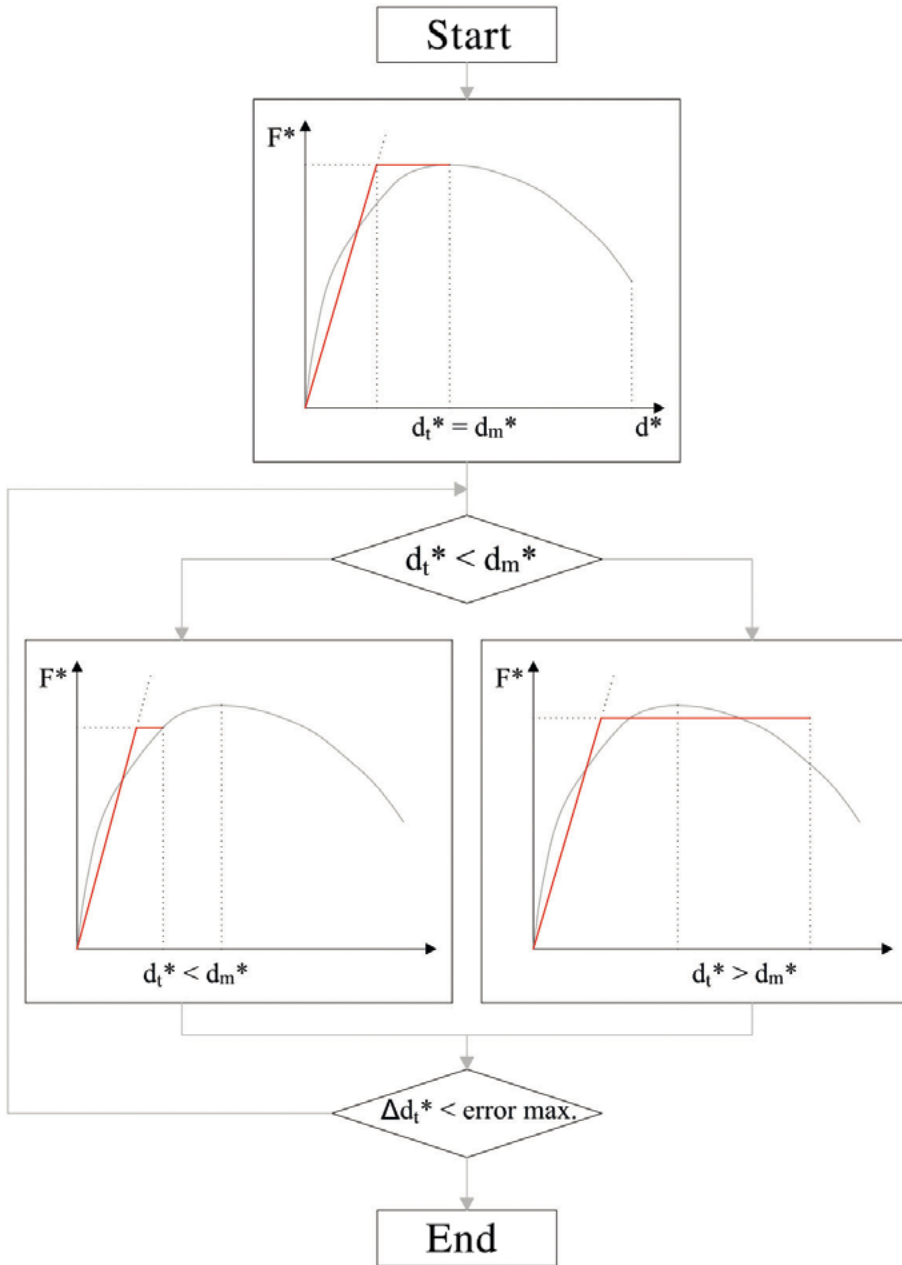 Start
F*
dₜ* = dₘ*
d*
dₜ* < dₘ*
F*
dₜ* < dₘ*
F*
dₜ* > dₘ*
Δdₜ* < error max.
End